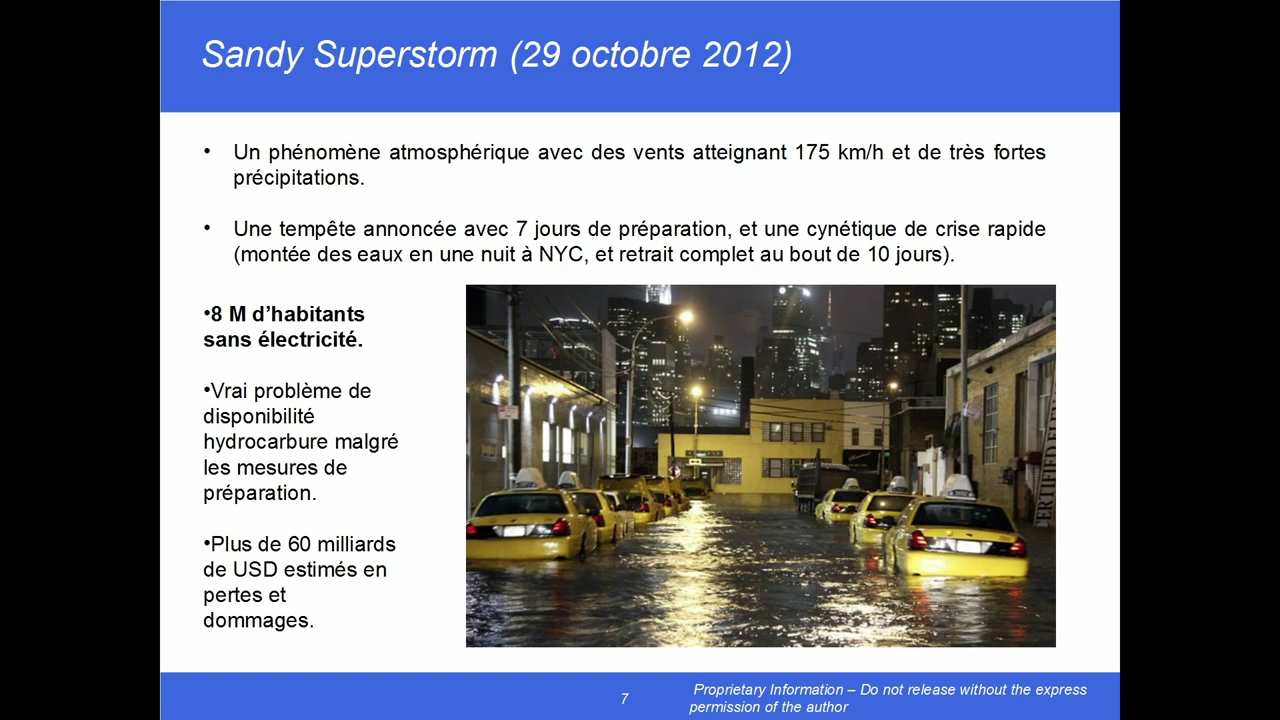 Sandy Superstorm (29 octobre 2012)
• Un phénomène atmosphérique avec des vents atteignant 175 km/h et de très fortes
précipitations.
• Une tempête annoncée avec 7 jours de préparation, et une cynétique de crise rapide
(montée des eaux en une nuit à NYC, et retrait complet au bout de 10 jours).
•8 M d’habitants
sans électricité.
•Vrai problème de
disponibilité
hydrocarbure malgré
les mesures de
préparation.
•Plus de 60 milliards
de USD estimés en
pertes et
dommages.
7
Proprietary Information – Do not release without the express
permission of the author